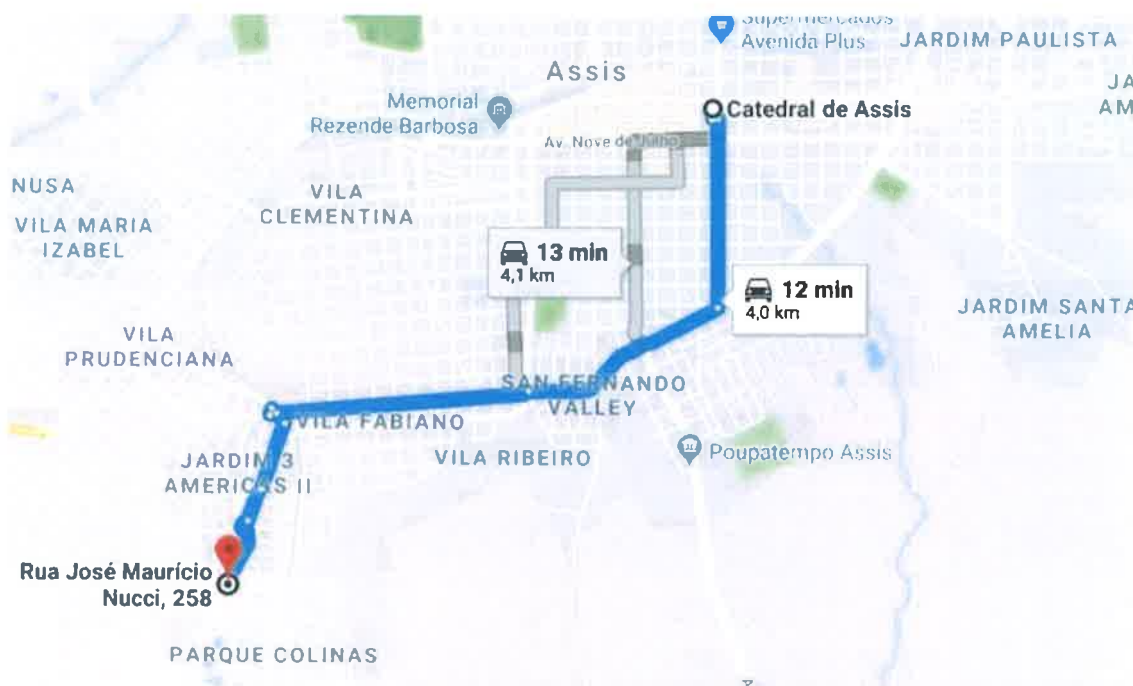 Supermercados
Avenida Plus
JARDIM PAULISTA
Assis
JA
AM
Memorial
Rezende Barbosa
Catedral de Assis
Av. Nove de Julho
NUSA
VILA
CLEMENTINA
VILA MARIA
IZABEL
13 min
4,1 km
12 min
4,0 km
JARDIM SANTA
AMELIA
VILA
PRUDENCIANA
SAN FERNANDO
VALLEY
VILA FABIANO
JARDIM 3
AMERICAS II
VILA RIBEIRO
Poupatempo Assis
Rua José Maurício
Nucci, 258
PARQUE COLINAS